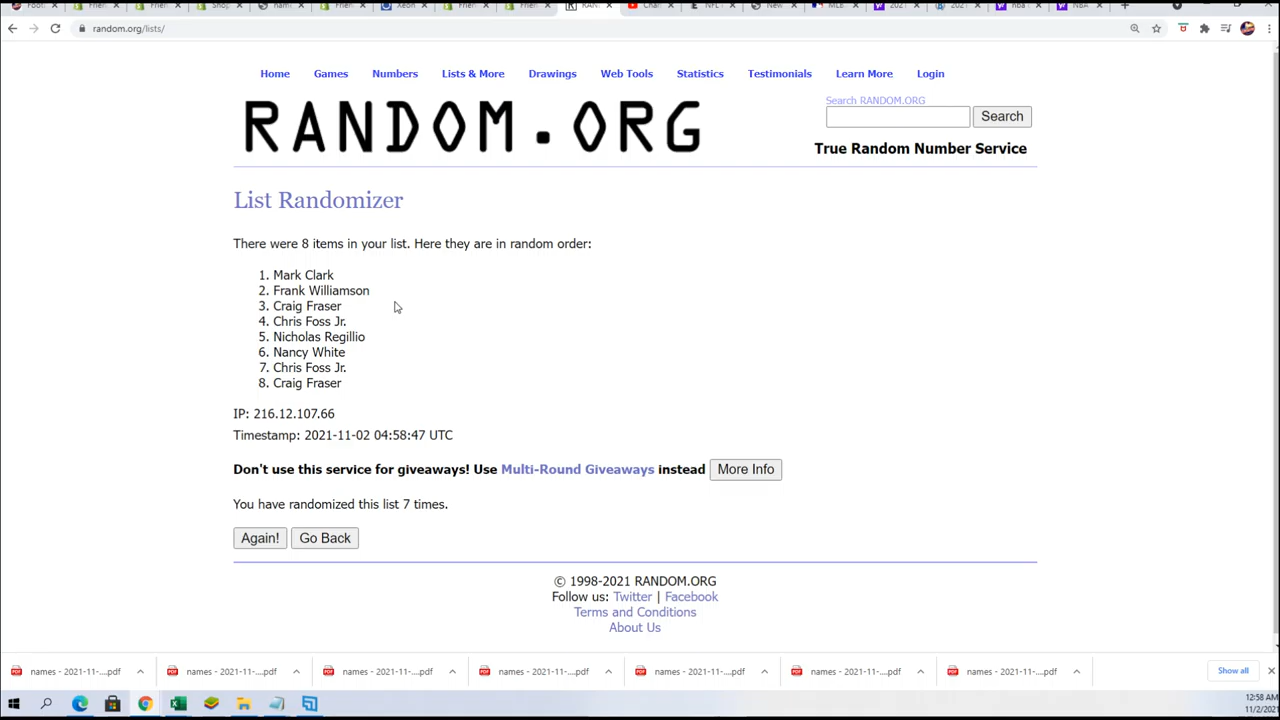 random.org/lists/
Home Games Numbers Lists & More Drawings Web Tools Statistics Testimonials Learn More Login
RANDOM.ORG
Search RANDOM.ORG
Search
True Random Number Service
List Randomizer
There were 8 items in your list. Here they are in random order:
1. Mark Clark
2. Frank Williamson
3. Craig Fraser
4. Chris Foss Jr.
5. Nicholas Regillio
6. Nancy White
7. Chris Foss Jr.
8. Craig Fraser
IP: 216.12.107.66
Timestamp: 2021-11-02 04:58:47 UTC
Don't use this service for giveaways! Use Multi-Round Giveaways instead More Info
You have randomized this list 7 times.
Again! Go Back
© 1998-2021 RANDOM.ORG
Follow us: Twitter | Facebook
Terms and Conditions
About Us
names - 2021-11-....pdf names - 2021-11-....pdf names - 2021-11-....pdf names - 2021-11-....pdf names - 2021-11-....pdf names - 2021-11-....pdf names - 2021-11-....pdf Show all
12:58 AM
11/2/2021